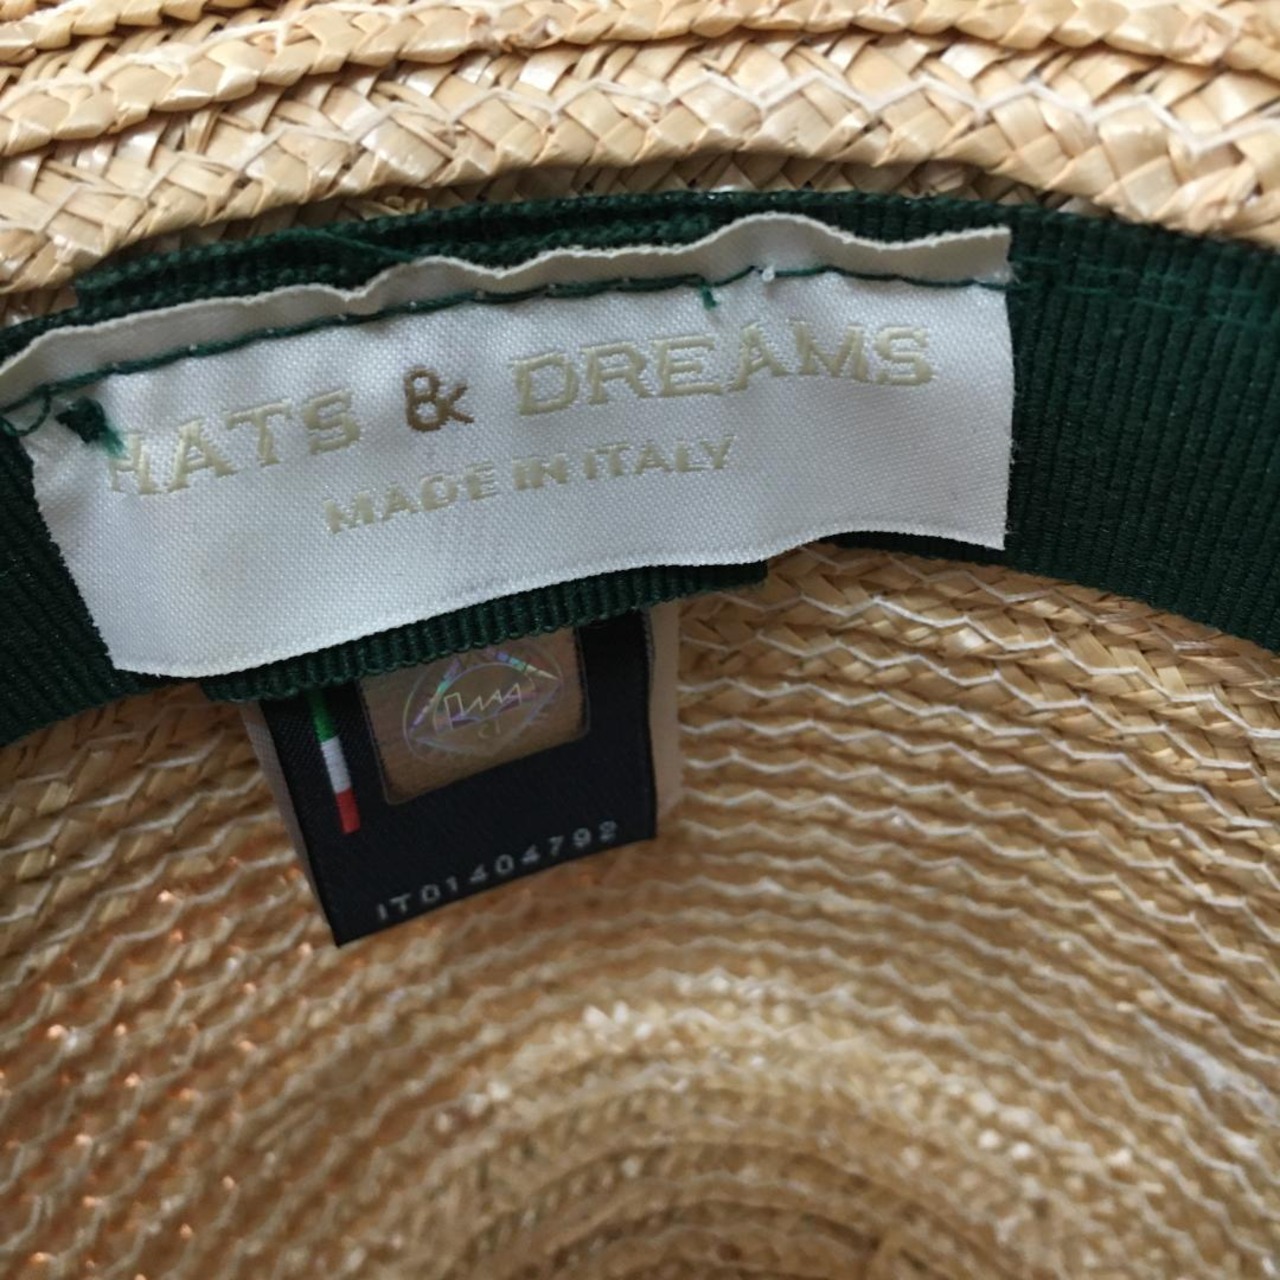 HATS & DREAMS
MADE IN ITALY
IT01404792